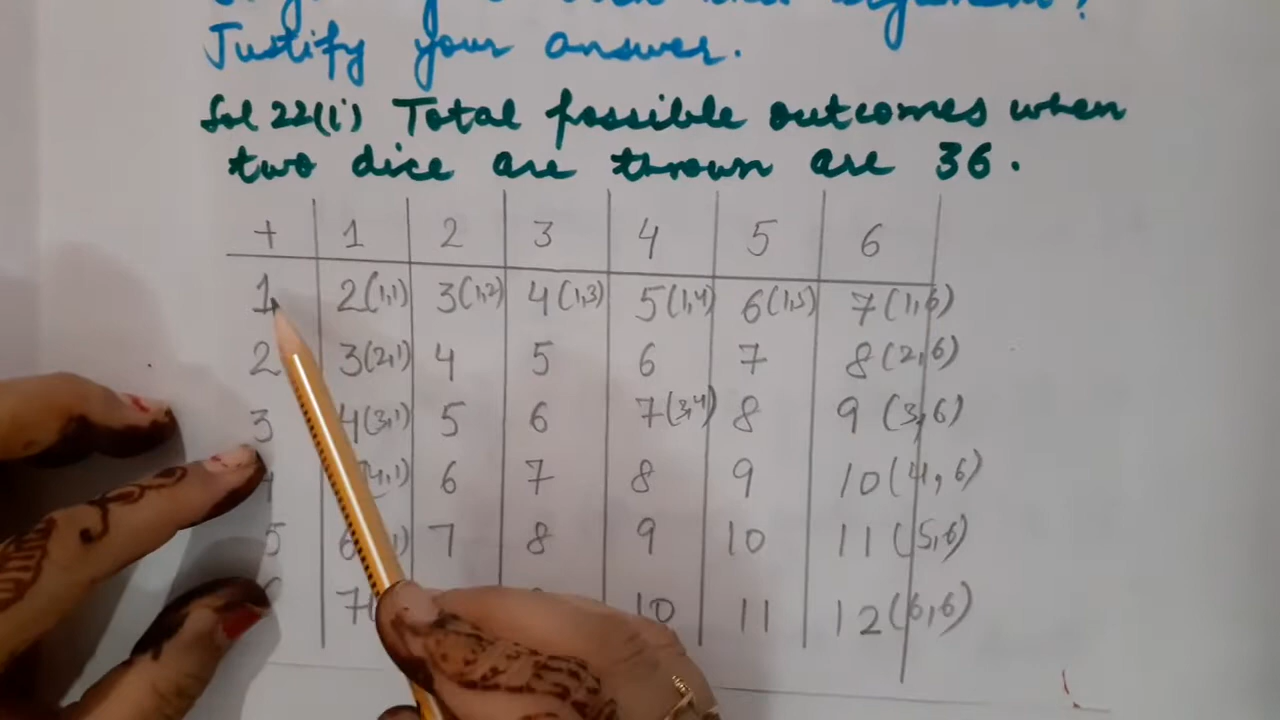 Justify your answer.
Sol 22(i) Total possible outcomes when
two dice are thrown are 36.
+ 1 2 3 4 5 6
1 2(1,1) 3(1,2) 4(1,3) 5(1,4) 6(1,5) 7(1,6)
2 3(2,1) 4 5 6 7 8(2,6)
3 4(3,1) 5 6 7(3,4) 8 9 (3,6)
6 7 8 9 10(4,6)
5 6 7 8 9 10 11(5,6)
7 10 11 12(6,6)